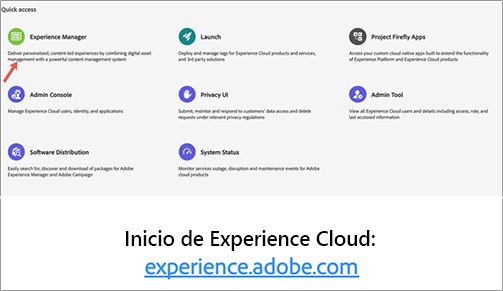 Quick access
Experience Manager
Deliver personalized, content-led experiences by combining digital asset
management with a powerful content management system
Launch
Deploy and manage tags for Experience Cloud products and services,
and 3rd party solutions
Project Firefly Apps
Access your custom cloud native apps built to extend the functionality
of Experience Platform and Experience Cloud products
Admin Console
Manage Experience Cloud users, identity, and applications
Privacy UI
Submit, monitor and respond to customers' data access and delete
requests under relevant privacy regulations
Admin Tool
View all Experience Cloud users and details including access, role, and
last accessed information
Software Distribution
Easily search for, discover and download of packages for Adobe
Experience Manager and Adobe Campaign
System Status
Monitor services outage, disruption and maintenance events for Adobe
cloud products
Inicio de Experience Cloud:
experience.adobe.com